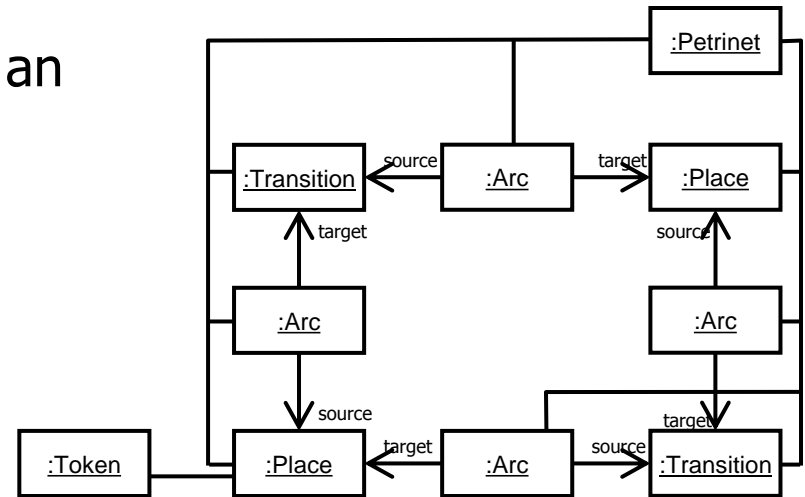 :Petrinet
an
source
target
:Transition
:Arc
:Place
target
source
:Arc
:Arc
source
target
target
source
:Token
:Place
:Arc
:Transition